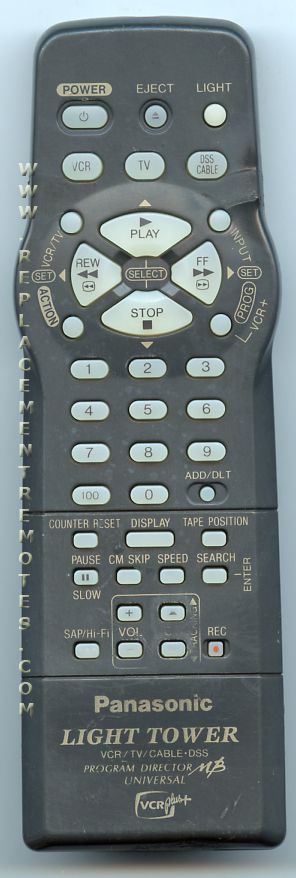 POWER EJECT LIGHT
VCR TV DSS CABLE
VCR/TV PLAY INPUT
REW FF
SET SELECT SET
ACTION STOP PROG
VCR+
1 2 3
4 5 6
7 8 9
ADD/DLT
100 0
COUNTER RESET DISPLAY TAPE POSITION
PAUSE CM SKIP SPEED SEARCH
SLOW ENTER
+
SAP/Hi-Fi VOL TRACKING REC
-
Panasonic
LIGHT TOWER
VCR/TV/CABLE•DSS
PROGRAM DIRECTOR
UNIVERSAL
VCR Plus+
WWW.REPLACEMENTREMOTES.COM